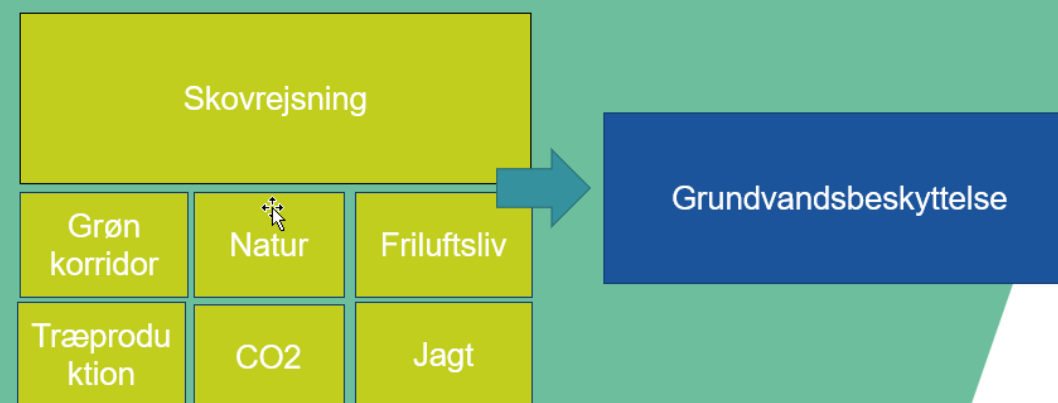 Skovrejsning
Grundvandsbeskyttelse
Grøn
korridor
Natur
Friluftsliv
Træprodu
ktion
CO2
Jagt